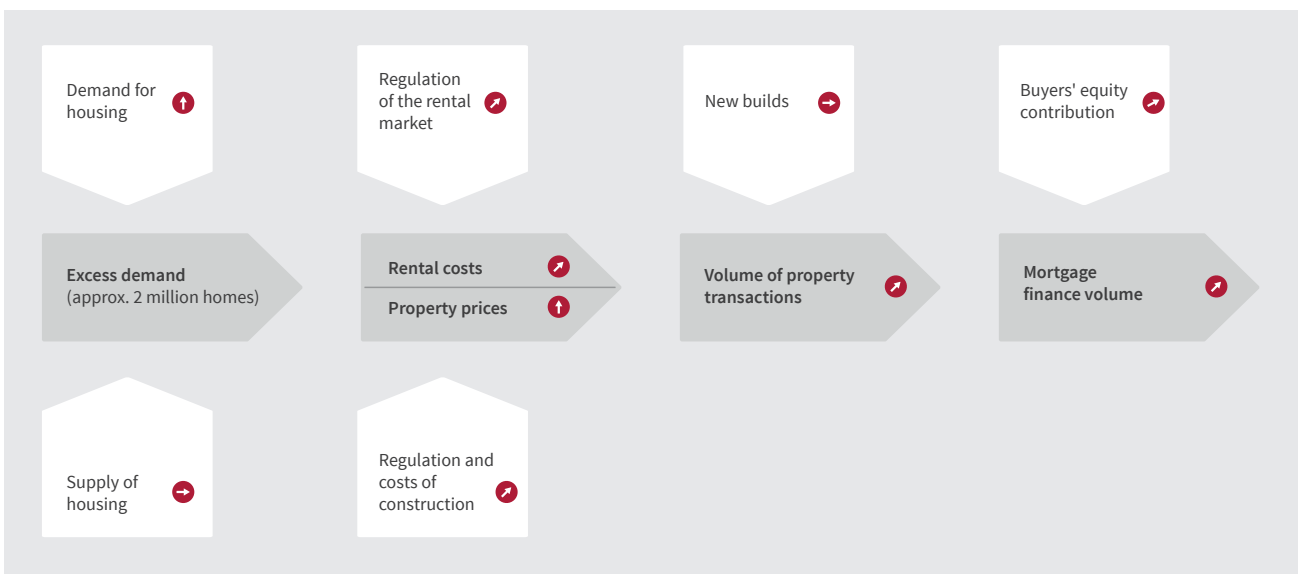 Demand for
housing
Regulation
of the rental
market
New builds
Buyers' equity
contribution
Excess demand
(approx. 2 million homes)
Rental costs
Property prices
Volume of property
transactions
Mortgage
finance volume
Supply of
housing
Regulation and
costs of
construction